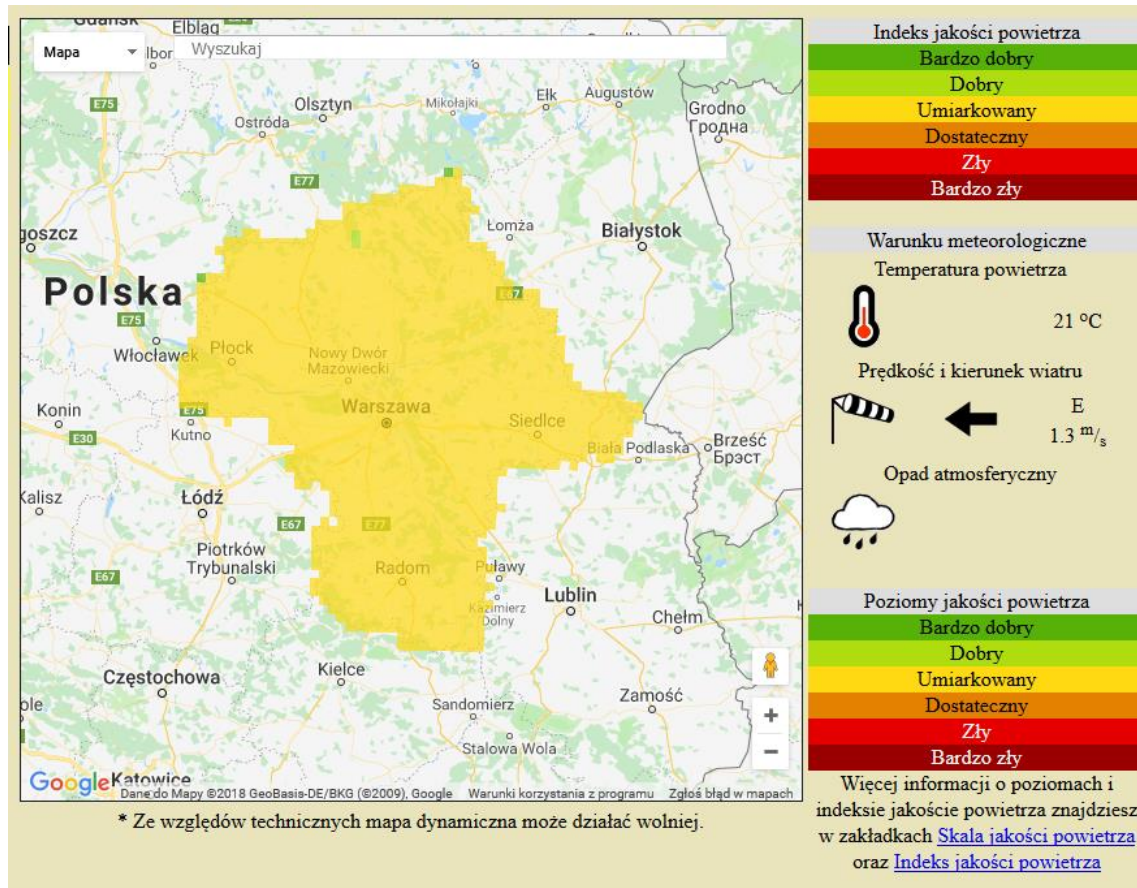 Gdańsk
Elbląg
Mapa
Wyszukaj
E75
Olsztyn
Mikołajki
Ełk
Augustów
Grodno
Гродна
Ostróda
E77
Łomża
Białystok
goszcz
Polska
E67
E75
Włocławek
Płock
Nowy Dwór
Mazowiecki
Konin
E75
Warszawa
Siedlce
E30
Kutno
Biała Podlaska
Brześć
Брэст
Kalisz
Łódź
E67
E77
Piotrków
Trybunalski
E67
Radom
Puławy
Kazimierz
Dolny
Lublin
Chełm
Częstochowa
Kielce
Zamość
ole
Sandomierz
Stalowa Wola
+
−
Google
Katowice
Dane do Mapy ©2018 GeoBasis-DE/BKG (©2009), Google Warunki korzystania z programu Zgłoś błąd w mapach
* Ze względów technicznych mapa dynamiczna może działać wolniej.
Indeks jakości powietrza
Bardzo dobry
Dobry
Umiarkowany
Dostateczny
Zły
Bardzo zły
Warunku meteorologiczne
Temperatura powietrza
21 °C
Prędkość i kierunek wiatru
E
1.3 m/s
Opad atmosferyczny
Poziomy jakości powietrza
Bardzo dobry
Dobry
Umiarkowany
Dostateczny
Zły
Bardzo zły
Więcej informacji o poziomach i
indeksie jakoście powietrza znajdziesz
w zakładkach Skala jakości powietrza
oraz Indeks jakości powietrza